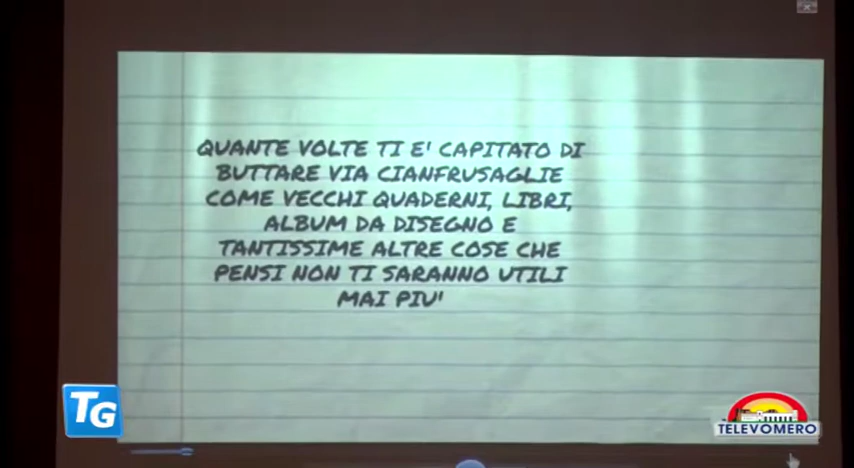 QUANTE VOLTE TI E' CAPITATO DI
BUTTARE VIA CIANFRUSAGLIE
COME VECCHI QUADERNI, LIBRI,
ALBUM DA DISEGNO E
TANTISSIME ALTRE COSE CHE
PENSI NON TI SARANNO UTILI
MAI PIU'
TG
TELEVOMERO